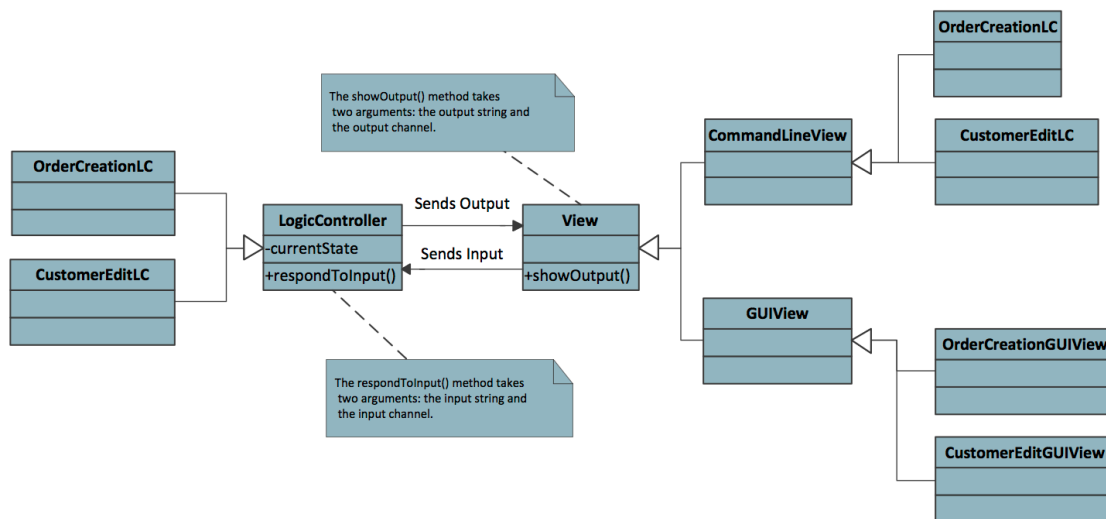 OrderCreationLC
The showOutput() method takes
two arguments: the output string and
the output channel.
CommandLineView
CustomerEditLC
OrderCreationLC
Sends Output
LogicController
View
-currentState
Sends Input
+respondToInput()
+showOutput()
CustomerEditLC
GUIView
OrderCreationGUIView
The respondToInput() method takes
two arguments: the input string and
the input channel.
CustomerEditGUIView